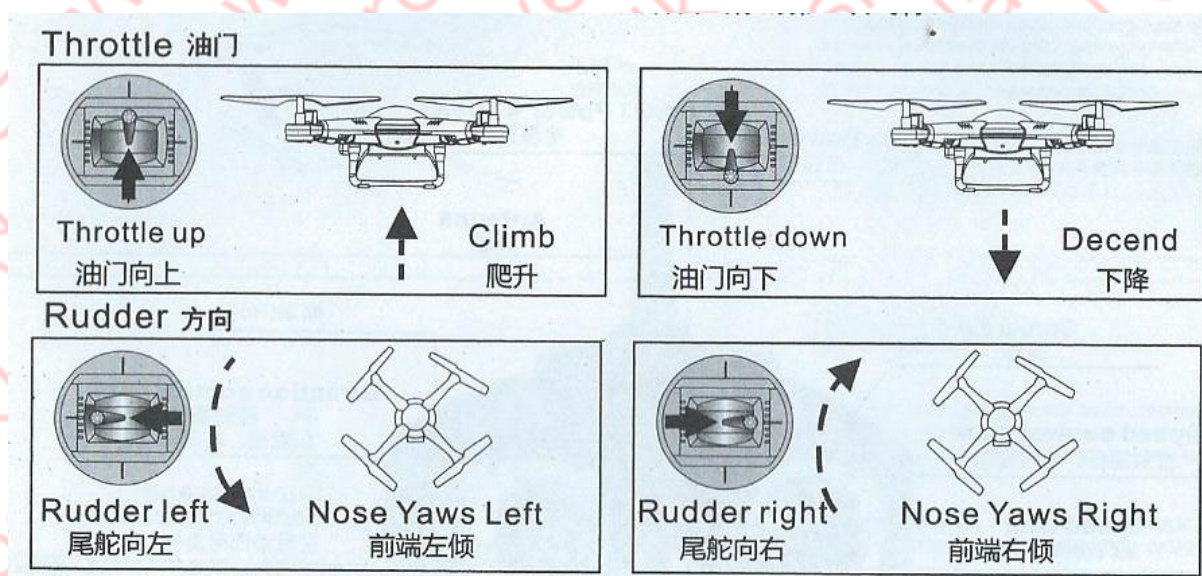 Throttle 油门
Throttle up
Climb
油门向上
爬升
Throttle down
Decend
油门向下
下降
Rudder 方向
Rudder left
Nose Yaws Left
尾舵向左
前端左倾
Rudder right
Nose Yaws Right
尾舵向右
前端右倾